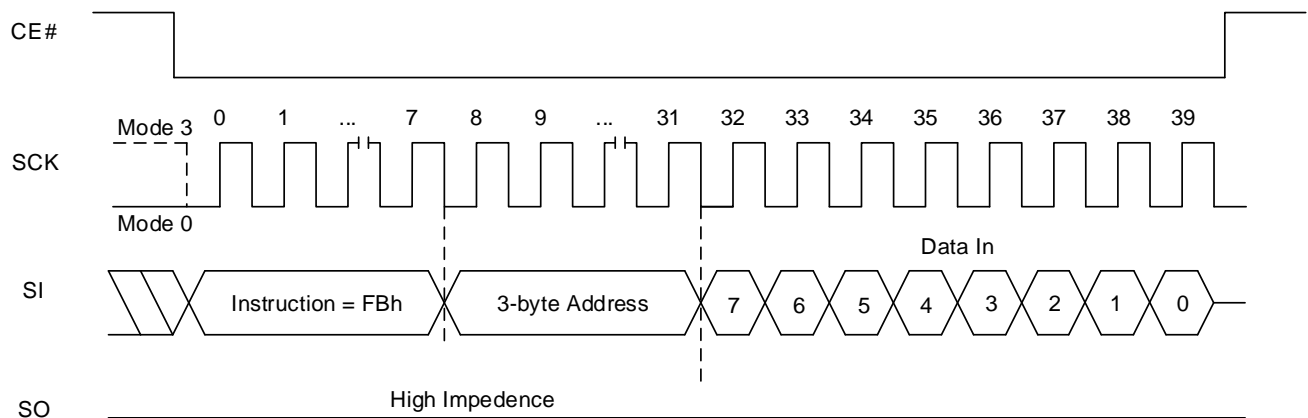 CE#
Mode 3
0 1 ... 7 8 9 ... 31 32 33 34 35 36 37 38 39
SCK
Mode 0
Data In
SI
Instruction = FBh 3-byte Address 7 6 5 4 3 2 1 0
High Impedence
SO